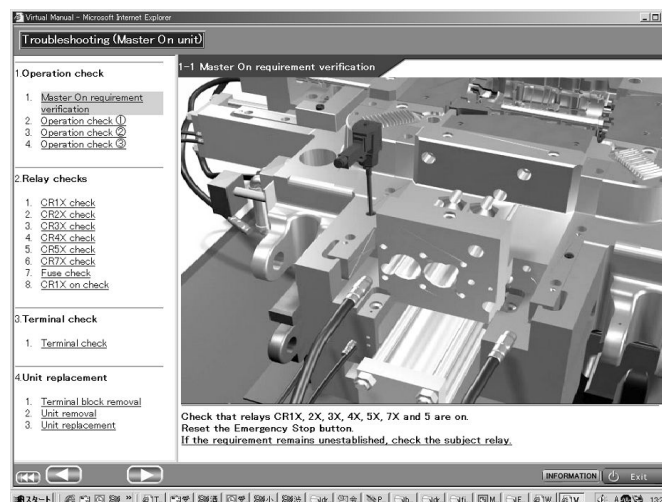 Virtual Manual - Microsoft Internet Explorer
Troubleshooting (Master On unit)
1.Operation check
1. Master On requirement
verification
2. Operation check ①
3. Operation check ②
4. Operation check ③
2.Relay checks
1. CR1X check
2. CR2X check
3. CR3X check
4. CR4X check
5. CR5X check
6. CR7X check
7. Fuse check
8. CR1X on check
3.Terminal check
1. Terminal check
4.Unit replacement
1. Terminal block removal
2. Unit removal
3. Unit replacement
1-1 Master On requirement verification
Check that relays CR1X, 2X, 3X, 4X, 5X, 7X and 5 are on.
Reset the Emergency Stop button.
If the requirement remains unestablished, check the subject relay.
INFORMATION
Exit
スタート